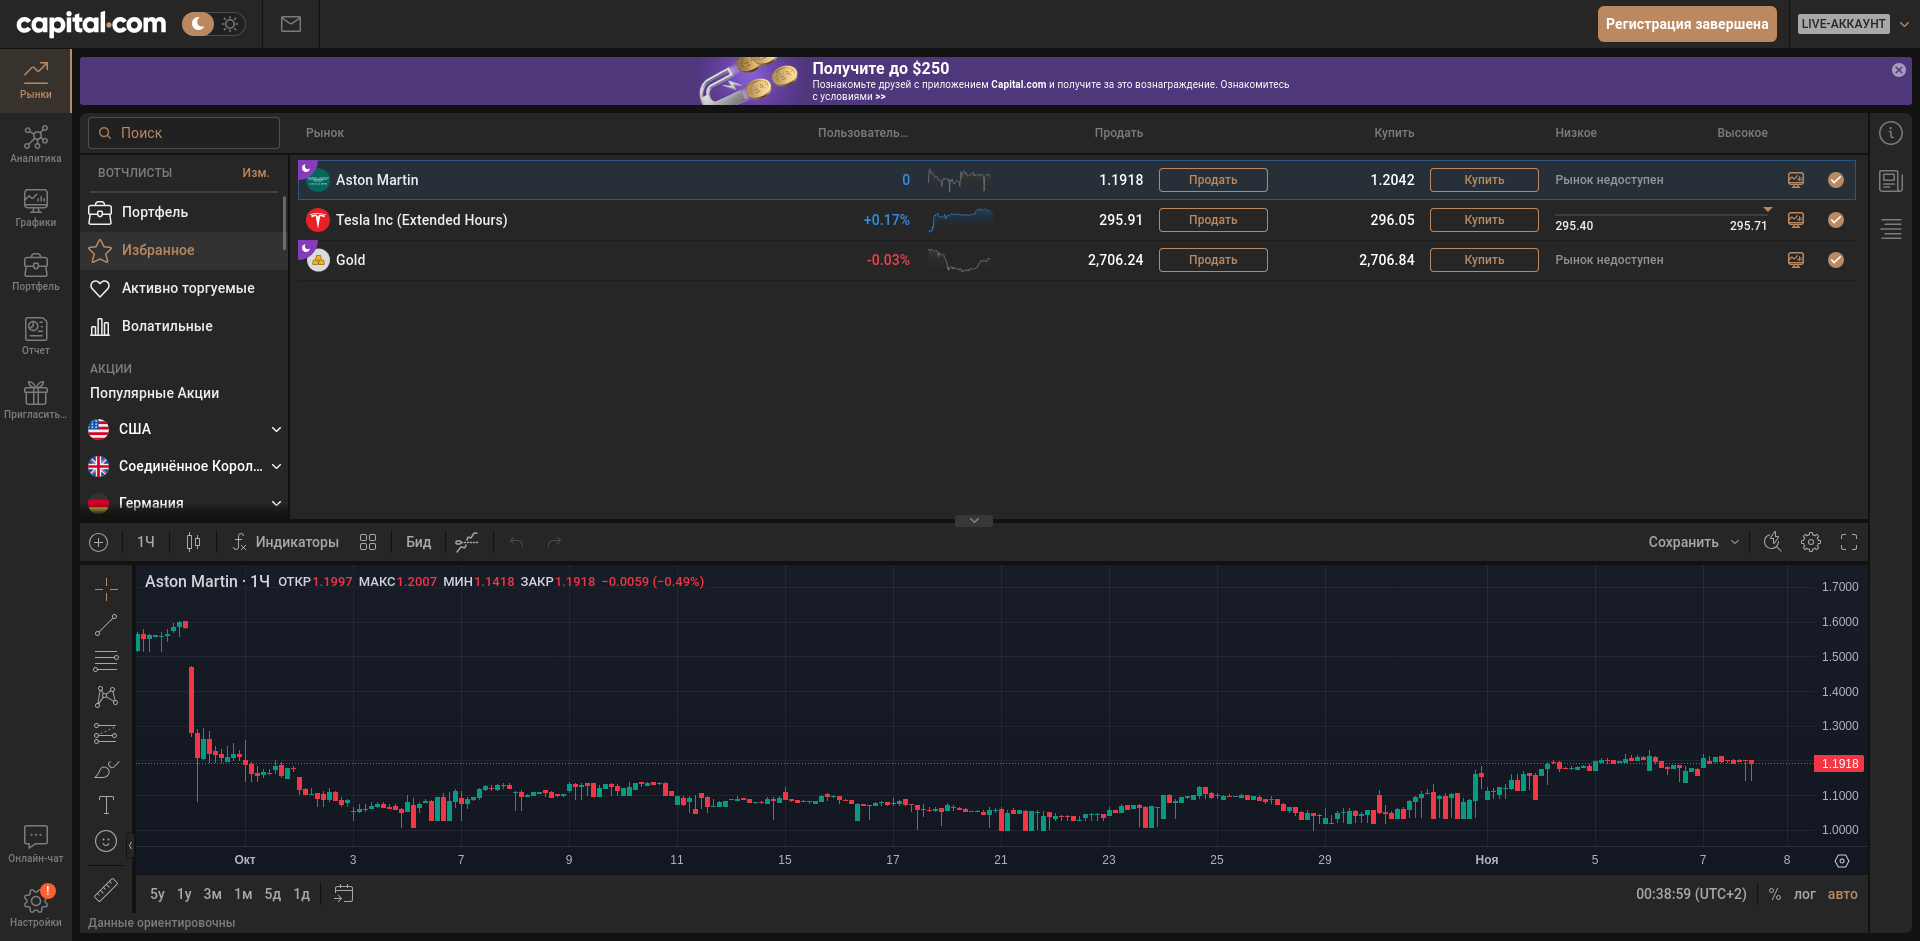 capital.com
Регистрация завершена
LIVE-АККАУНТ
Рынки
Аналитика
Графики
Портфель
Отчет
Пригласить...
Онлайн-чат
!
Настройки
Получите до $250
Познакомьте друзей с приложением Capital.com и получите за это вознаграждение. Ознакомитесь
с условиями >>
Поиск
Рынок Пользователь... Продать Купить Низкое Высокое
ВОТЧЛИСТЫ Изм.
Портфель
Избранное
Активно торгуемые
Волатильные
АКЦИИ
Популярные Акции
США
Соединённое Корол...
Германия
Aston Martin 0 1.1918 Продать 1.2042 Купить Рынок недоступен
Tesla Inc (Extended Hours) +0.17% 295.91 Продать 296.05 Купить 295.40 295.71
Gold -0.03% 2,706.24 Продать 2,706.84 Купить Рынок недоступен
1Ч Индикаторы Бид Сохранить
Aston Martin · 1Ч ОТКР1.1997 МАКС1.2007 МИН1.1418 ЗАКР1.1918 −0.0059 (−0.49%)
1.7000
1.6000
1.5000
1.4000
1.3000
1.1918
1.1000
1.0000
Окт 3 7 9 11 15 17 21 23 25 29 Ноя 5 7 8
5y 1y 3м 1м 5д 1д 00:38:59 (UTC+2) % лог авто
Данные ориентировочны